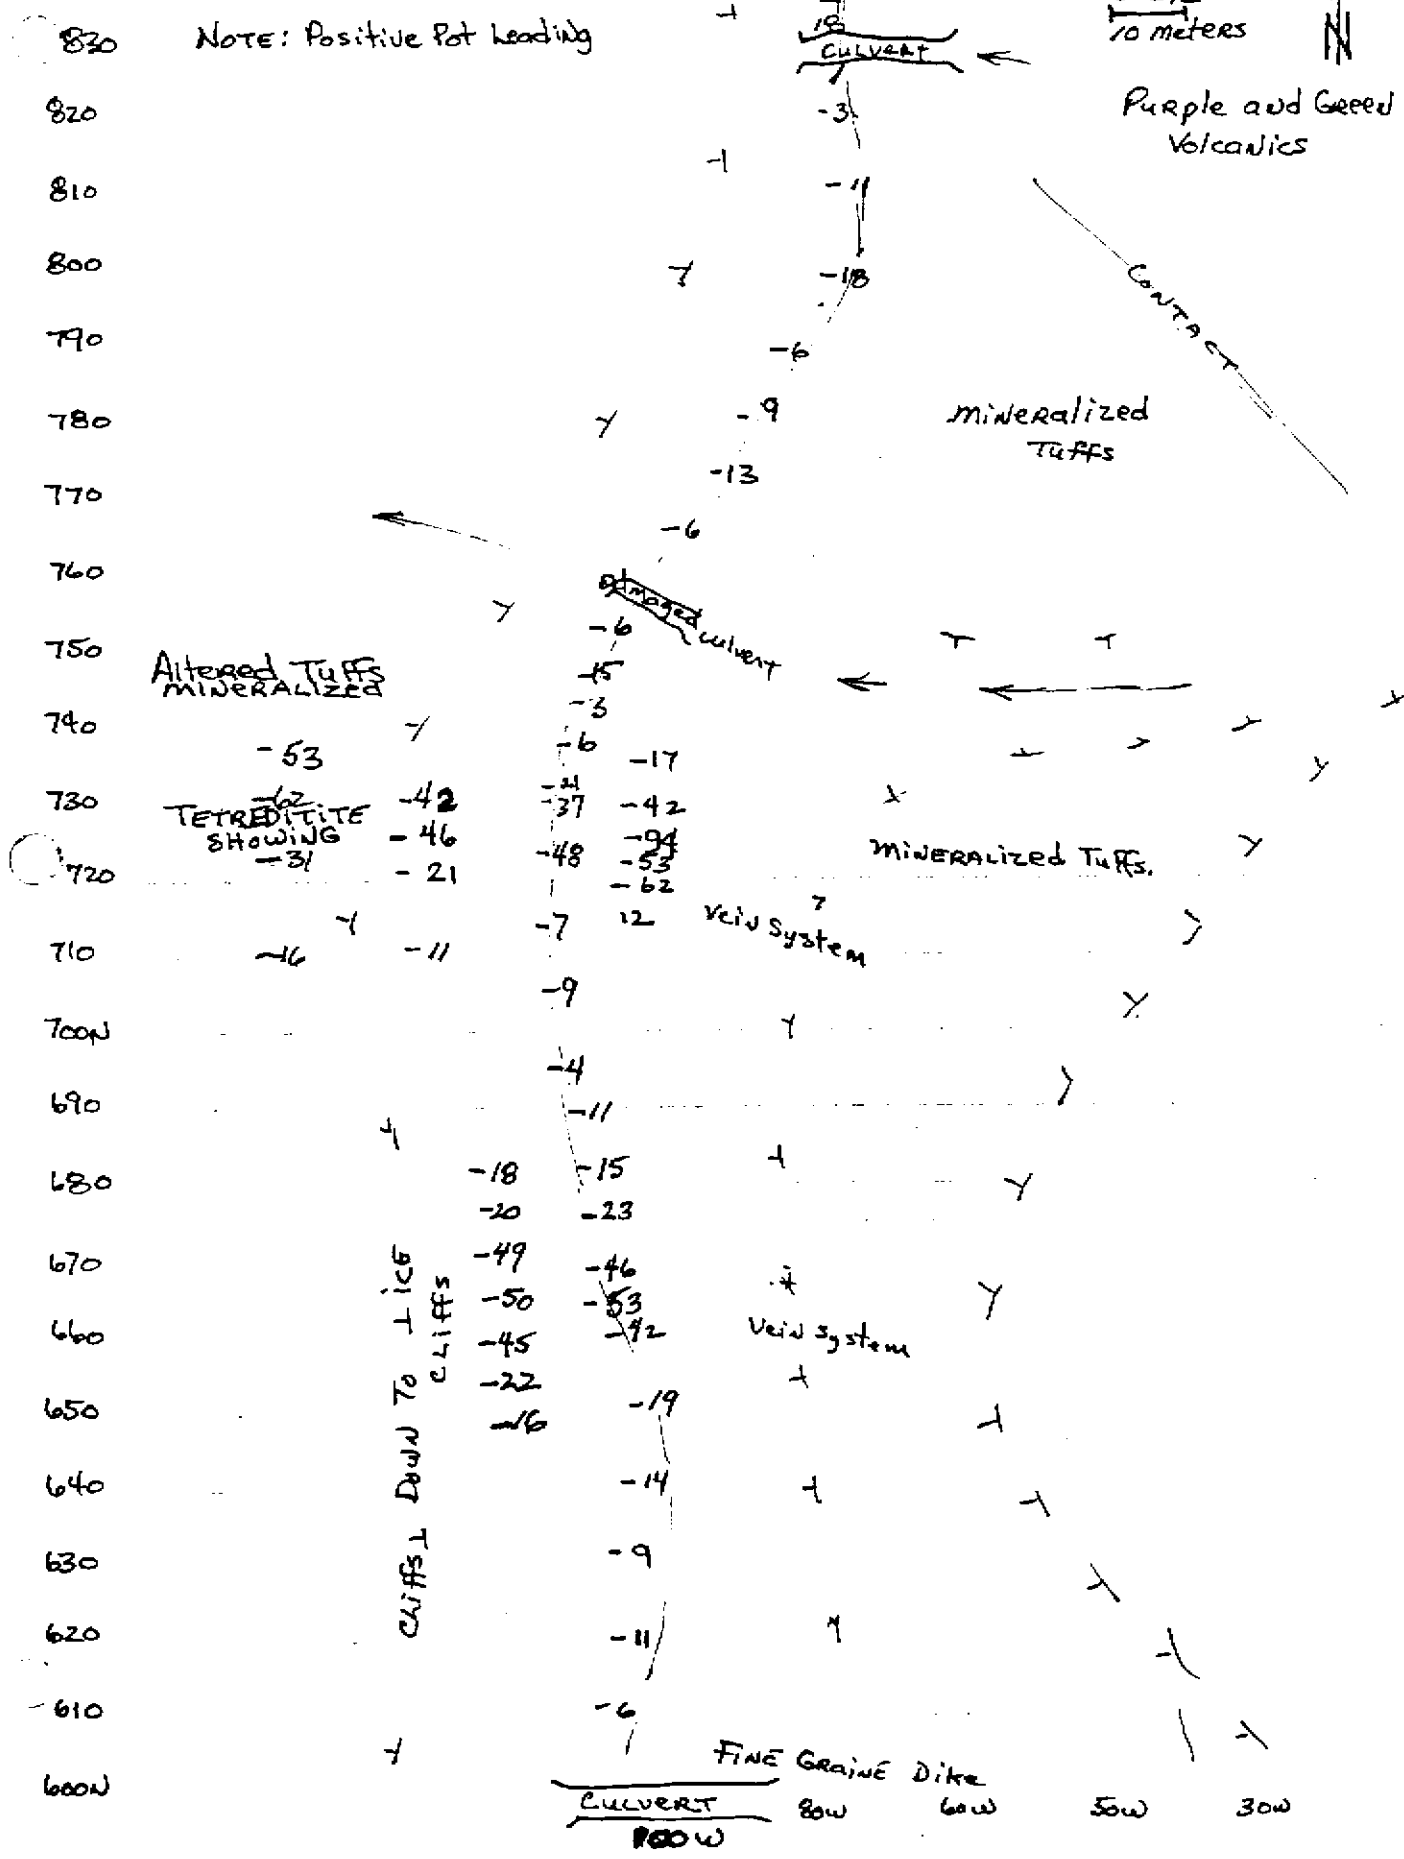 830 NOTE: Positive Pot Leading
18
CULVERT
10 meters
N
820 -3
Purple and Green
Volcanics
810 -11
800 -18
CONTACT
790 -6
780 -9
mineralized
Tuffs
770 -13
-6
760
Damaged
culvert
750 -6
Altered Tuffs
MINERALIZED
-15
-3
740
-53 -6 -17
730 -62 -42 -21
-37 -42
TETREDITITE
SHOWING
-46 -94
-31 -48 -53
MINERALIZED Tuffs.
720 -21 -62
-7 12
Vein System
710 -16 -11
-9
700N
-4
690 -11
680 -18 -15
-20 -23
670 -49 -46
-50 -53
660 -45 -42
Vein System
-22
650 -16 -19
Cliffs ⊥ DOWN TO ⊥ ICE
CLIFFS
640 -14
630 -9
620 -11
610 -6
FINE GRAINE Dike
600N
CULVERT 80W 60W 50W 30W
100W